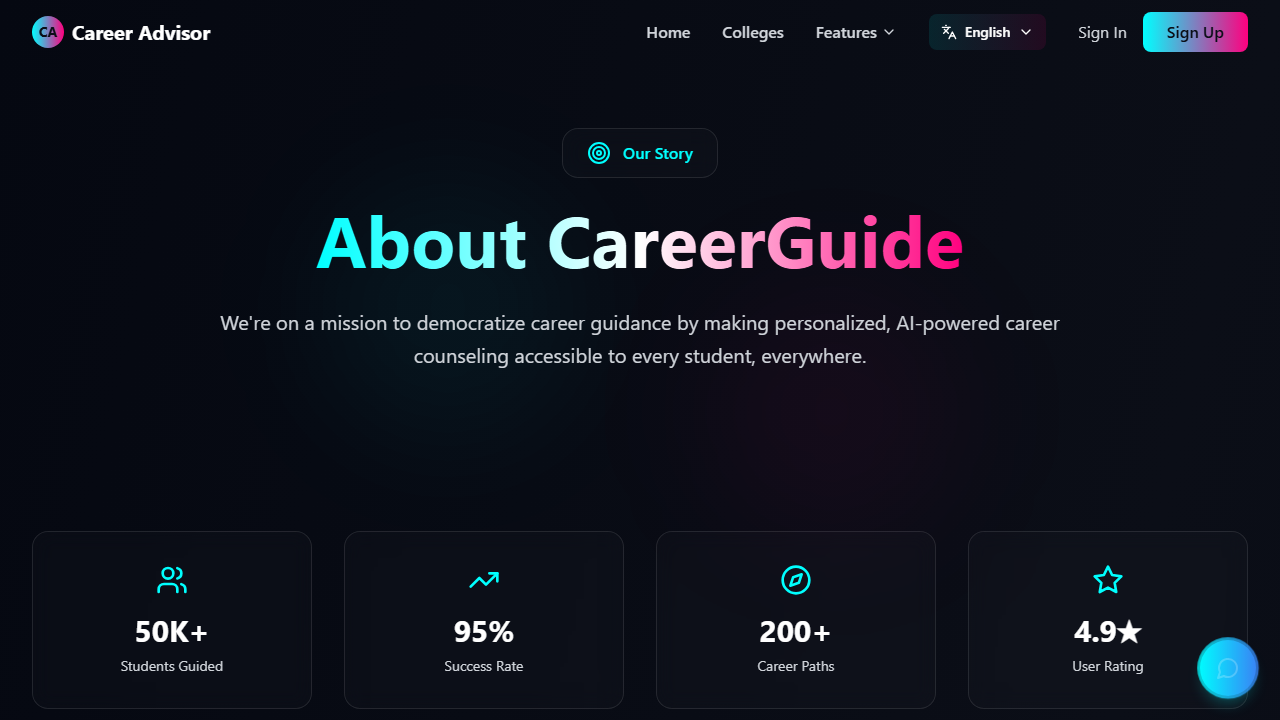 CA Career Advisor
Home
Colleges
Features
English
Sign In
Sign Up
Our Story
About CareerGuide
We're on a mission to democratize career guidance by making personalized, AI-powered career
counseling accessible to every student, everywhere.
50K+
Students Guided
95%
Success Rate
200+
Career Paths
4.9★
User Rating